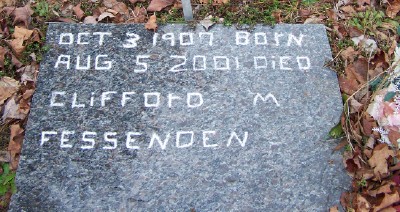 OCT 3 1907 BORN
AUG 5 2001 DIED
CLIFFORD M
FESSENDEN